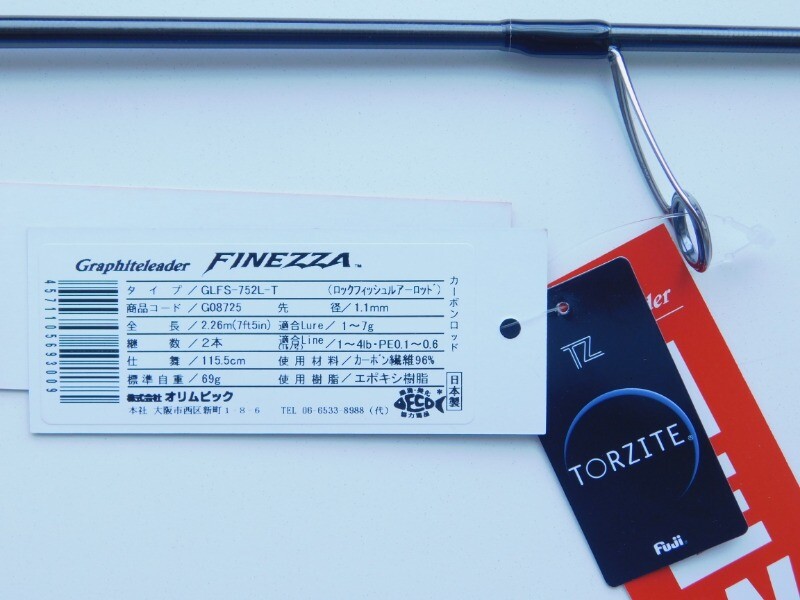 Graphiteleader FINEZZA™
カーボンロッド
タイプ／GLFS-752L-T （ロックフィッシュルアーロッド）
商品コード／G08725 先径／1.1mm
全長／2.26m(7ft5in) 適合Lure／1〜7g
継数／2本 適合Line／1〜4lb・PE0.1〜0.6
仕舞／115.5cm 使用材料／カーボン繊維96%
標準自重／69g 使用樹脂／エポキシ樹脂
株式会社オリムピック
本社 大阪市西区新町1-8-6 TEL 06-6533-8988（代）
日本製
ECO
4571105693009
der
TZ
TORZITE®
Fuji®